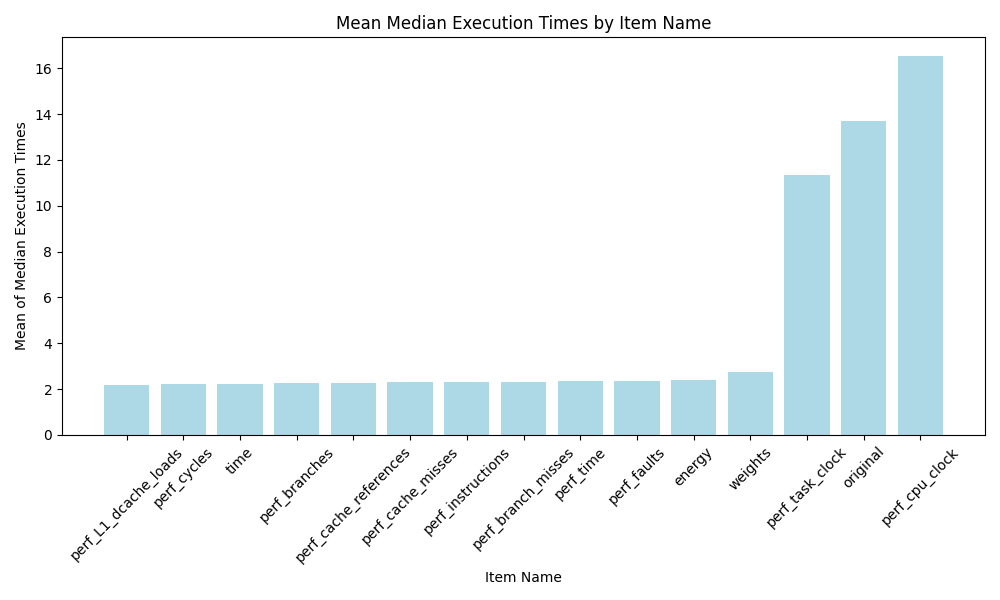 Mean Median Execution Times by Item Name
Mean of Median Execution Times
16
14
12
10
8
6
4
2
0
perf_L1_dcache_loads
perf_cycles
time
perf_branches
perf_cache_references
perf_cache_misses
perf_instructions
perf_branch_misses
perf_time
perf_faults
energy
weights
perf_task_clock
original
perf_cpu_clock
Item Name